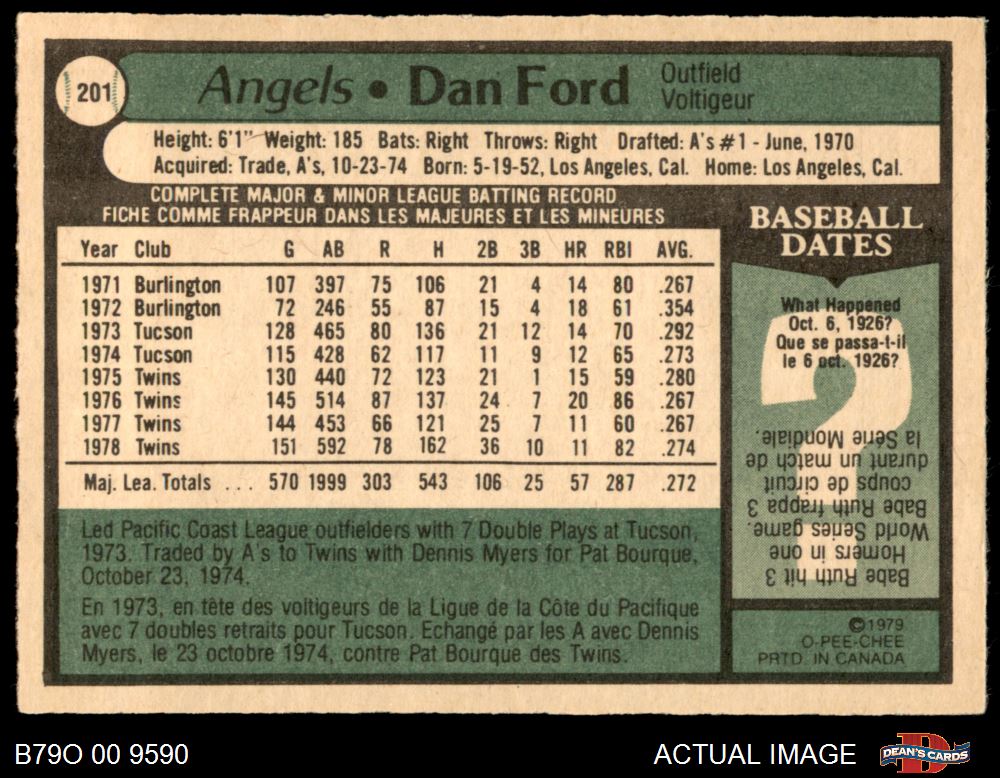 201
Angels • Dan Ford
Outfield
Voltigeur
Height: 6'1" Weight: 185 Bats: Right Throws: Right Drafted: A's #1 - June, 1970
Acquired: Trade, A's, 10-23-74 Born: 5-19-52, Los Angeles, Cal. Home: Los Angeles, Cal.
COMPLETE MAJOR & MINOR LEAGUE BATTING RECORD
FICHE COMME FRAPPEUR DANS LES MAJEURES ET LES MINEURES
Year Club G AB R H 2B 3B HR RBI AVG.
1971 Burlington 107 397 75 106 21 4 14 80 .267
1972 Burlington 72 246 55 87 15 4 18 61 .354
1973 Tucson 128 465 80 136 21 12 14 70 .292
1974 Tucson 115 428 62 117 11 9 12 65 .273
1975 Twins 130 440 72 123 21 1 15 59 .280
1976 Twins 145 514 87 137 24 7 20 86 .267
1977 Twins 144 453 66 121 25 7 11 60 .267
1978 Twins 151 592 78 162 36 10 11 82 .274
Maj. Lea. Totals ... 570 1999 303 543 106 25 57 287 .272
Led Pacific Coast League outfielders with 7 Double Plays at Tucson,
1973. Traded by A's to Twins with Dennis Myers for Pat Bourque,
October 23, 1974.
En 1973, en tête des voltigeurs de la Ligue de la Côte du Pacifique
avec 7 doubles retraits pour Tucson. Echangé par les A avec Dennis
Myers, le 23 octobre 1974, contre Pat Bourque des Twins.
BASEBALL
DATES
What Happened
Oct. 6, 1926?
Que se passa-t-il
le 6 oct. 1926?
Babe Ruth hit 3
Homers in one
World Series game.
Babe Ruth frappa 3
coups de circuit
durant un match de
la Série Mondiale.
©1979
O-PEE-CHEE
PRTD. IN CANADA
B79O 00 9590
ACTUAL IMAGE
DEAN'S CARDS